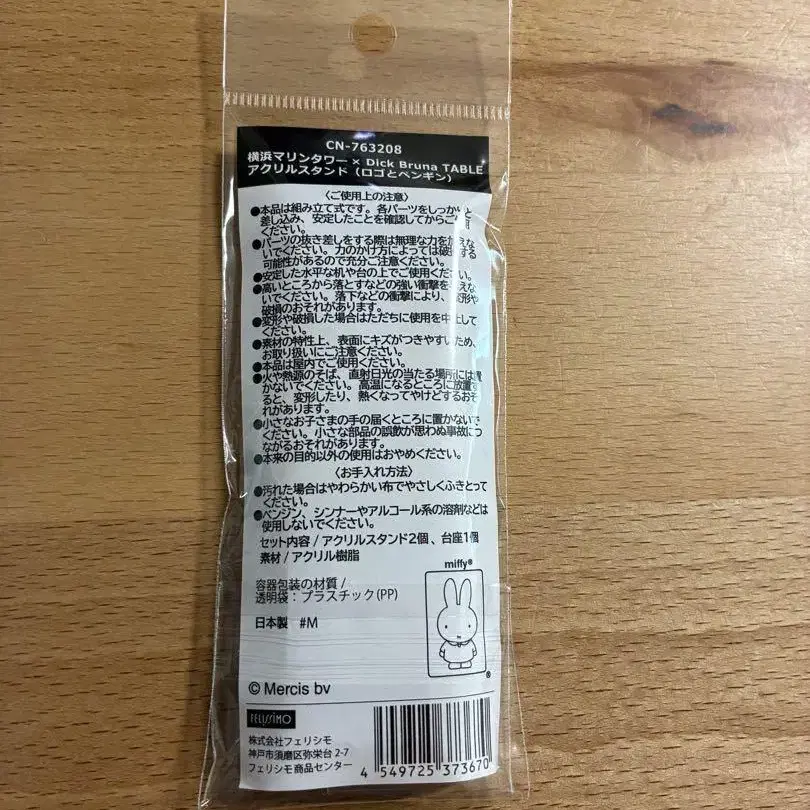 CN-763208
横浜マリンタワー × Dick Bruna TABLE
アクリルスタンド（ロゴとペンギン）
〈ご使用上の注意〉
●本品は組み立て式です。各パーツをしっかりと
差し込み、安定したことを確認してからご使用
ください。
●パーツの抜き差しをする際は無理な力を加えな
いでください。力のかけ方によっては破損する
可能性があるので充分ご注意ください。
●安定した水平な机や台の上でご使用ください。
●高いところから落とすなどの強い衝撃を与えな
いでください。落下などの衝撃により、変形や
破損のおそれがあります。
●変形や破損した場合はただちに使用を中止して
ください。
●素材の特性上、表面にキズがつきやすいため、
お取り扱いにご注意ください。
●本品は屋内でご使用ください。
●火や熱源のそば、直射日光の当たる場所には置
かないでください。高温になるところに放置す
ると、変形したり、熱くなってやけどするおそ
れがあります。
●小さなお子さまの手の届くところに置かないで
ください。小さな部品の誤飲が思わぬ事故につ
ながるおそれがあります。
●本来の目的以外の使用はおやめください。
〈お手入れ方法〉
●汚れた場合はやわらかい布でやさしくふきとって
ください。
●ベンジン、シンナーやアルコール系の溶剤などは
使用しないでください。
セット内容 / アクリルスタンド2個、台座1個
素材 / アクリル樹脂
miffy®
容器包装の材質 /
透明袋：プラスチック(PP)
日本製 #M
®
© Mercis bv
FELISSIMO
株式会社フェリシモ
神戸市須磨区弥栄台 2-7
フェリシモ商品センター
4 549725 373670